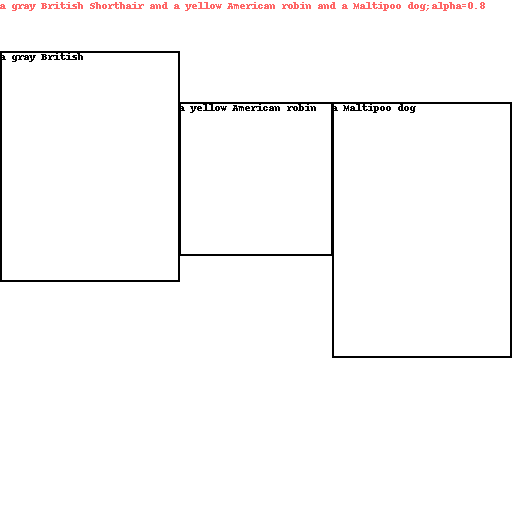 a gray British Shorthair and a yellow American robin and a Maltipoo dog;alpha=0.8
a gray British
a yellow American robin
a Maltipoo dog